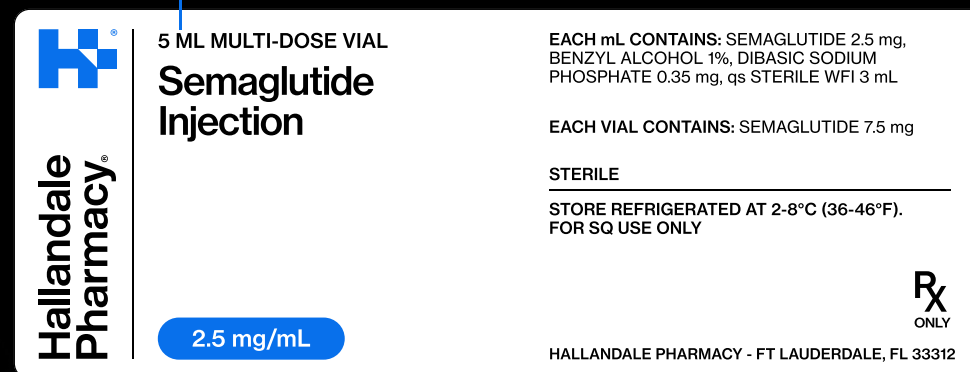 Hallandale
Pharmacy®
5 ML MULTI-DOSE VIAL
Semaglutide
Injection
2.5 mg/mL
EACH mL CONTAINS: SEMAGLUTIDE 2.5 mg,
BENZYL ALCOHOL 1%, DIBASIC SODIUM
PHOSPHATE 0.35 mg, qs STERILE WFI 3 mL
EACH VIAL CONTAINS: SEMAGLUTIDE 7.5 mg
STERILE
STORE REFRIGERATED AT 2-8°C (36-46°F).
FOR SQ USE ONLY
Rx
ONLY
HALLANDALE PHARMACY - FT LAUDERDALE, FL 33312